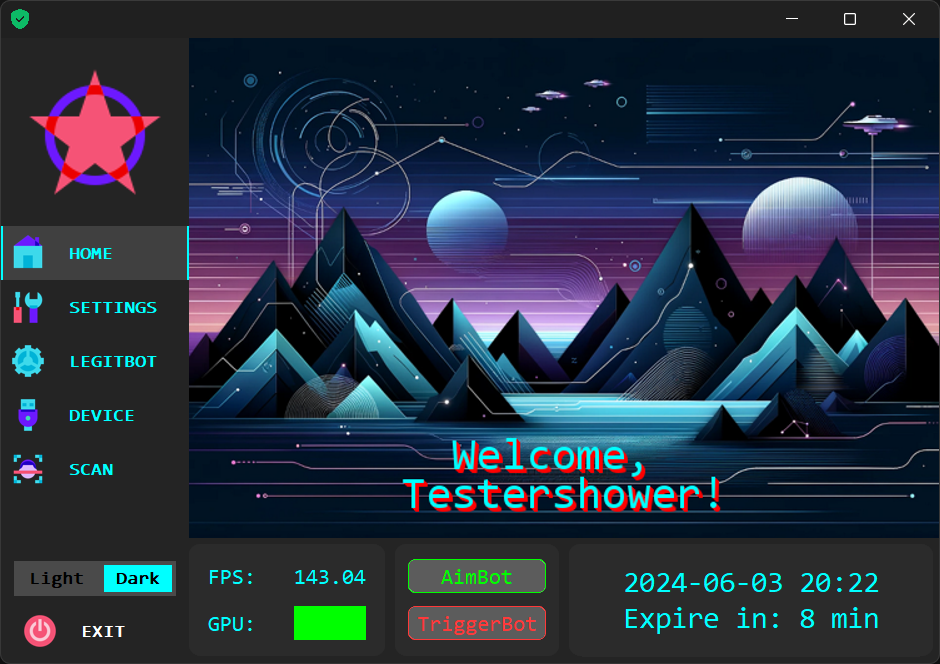 HOME
SETTINGS
LEGITBOT
DEVICE
SCAN
Light Dark
EXIT
Welcome,
Testershower!
FPS: 143.04
GPU:
AimBot
TriggerBot
2024-06-03 20:22
Expire in: 8 min